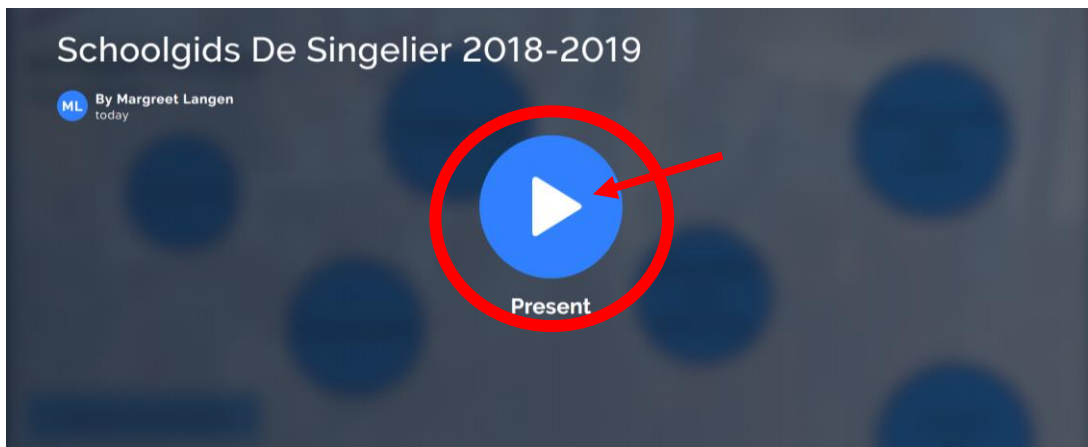 Schoolgids De Singelier 2018-2019
ML
By Margreet Langen
today
Present